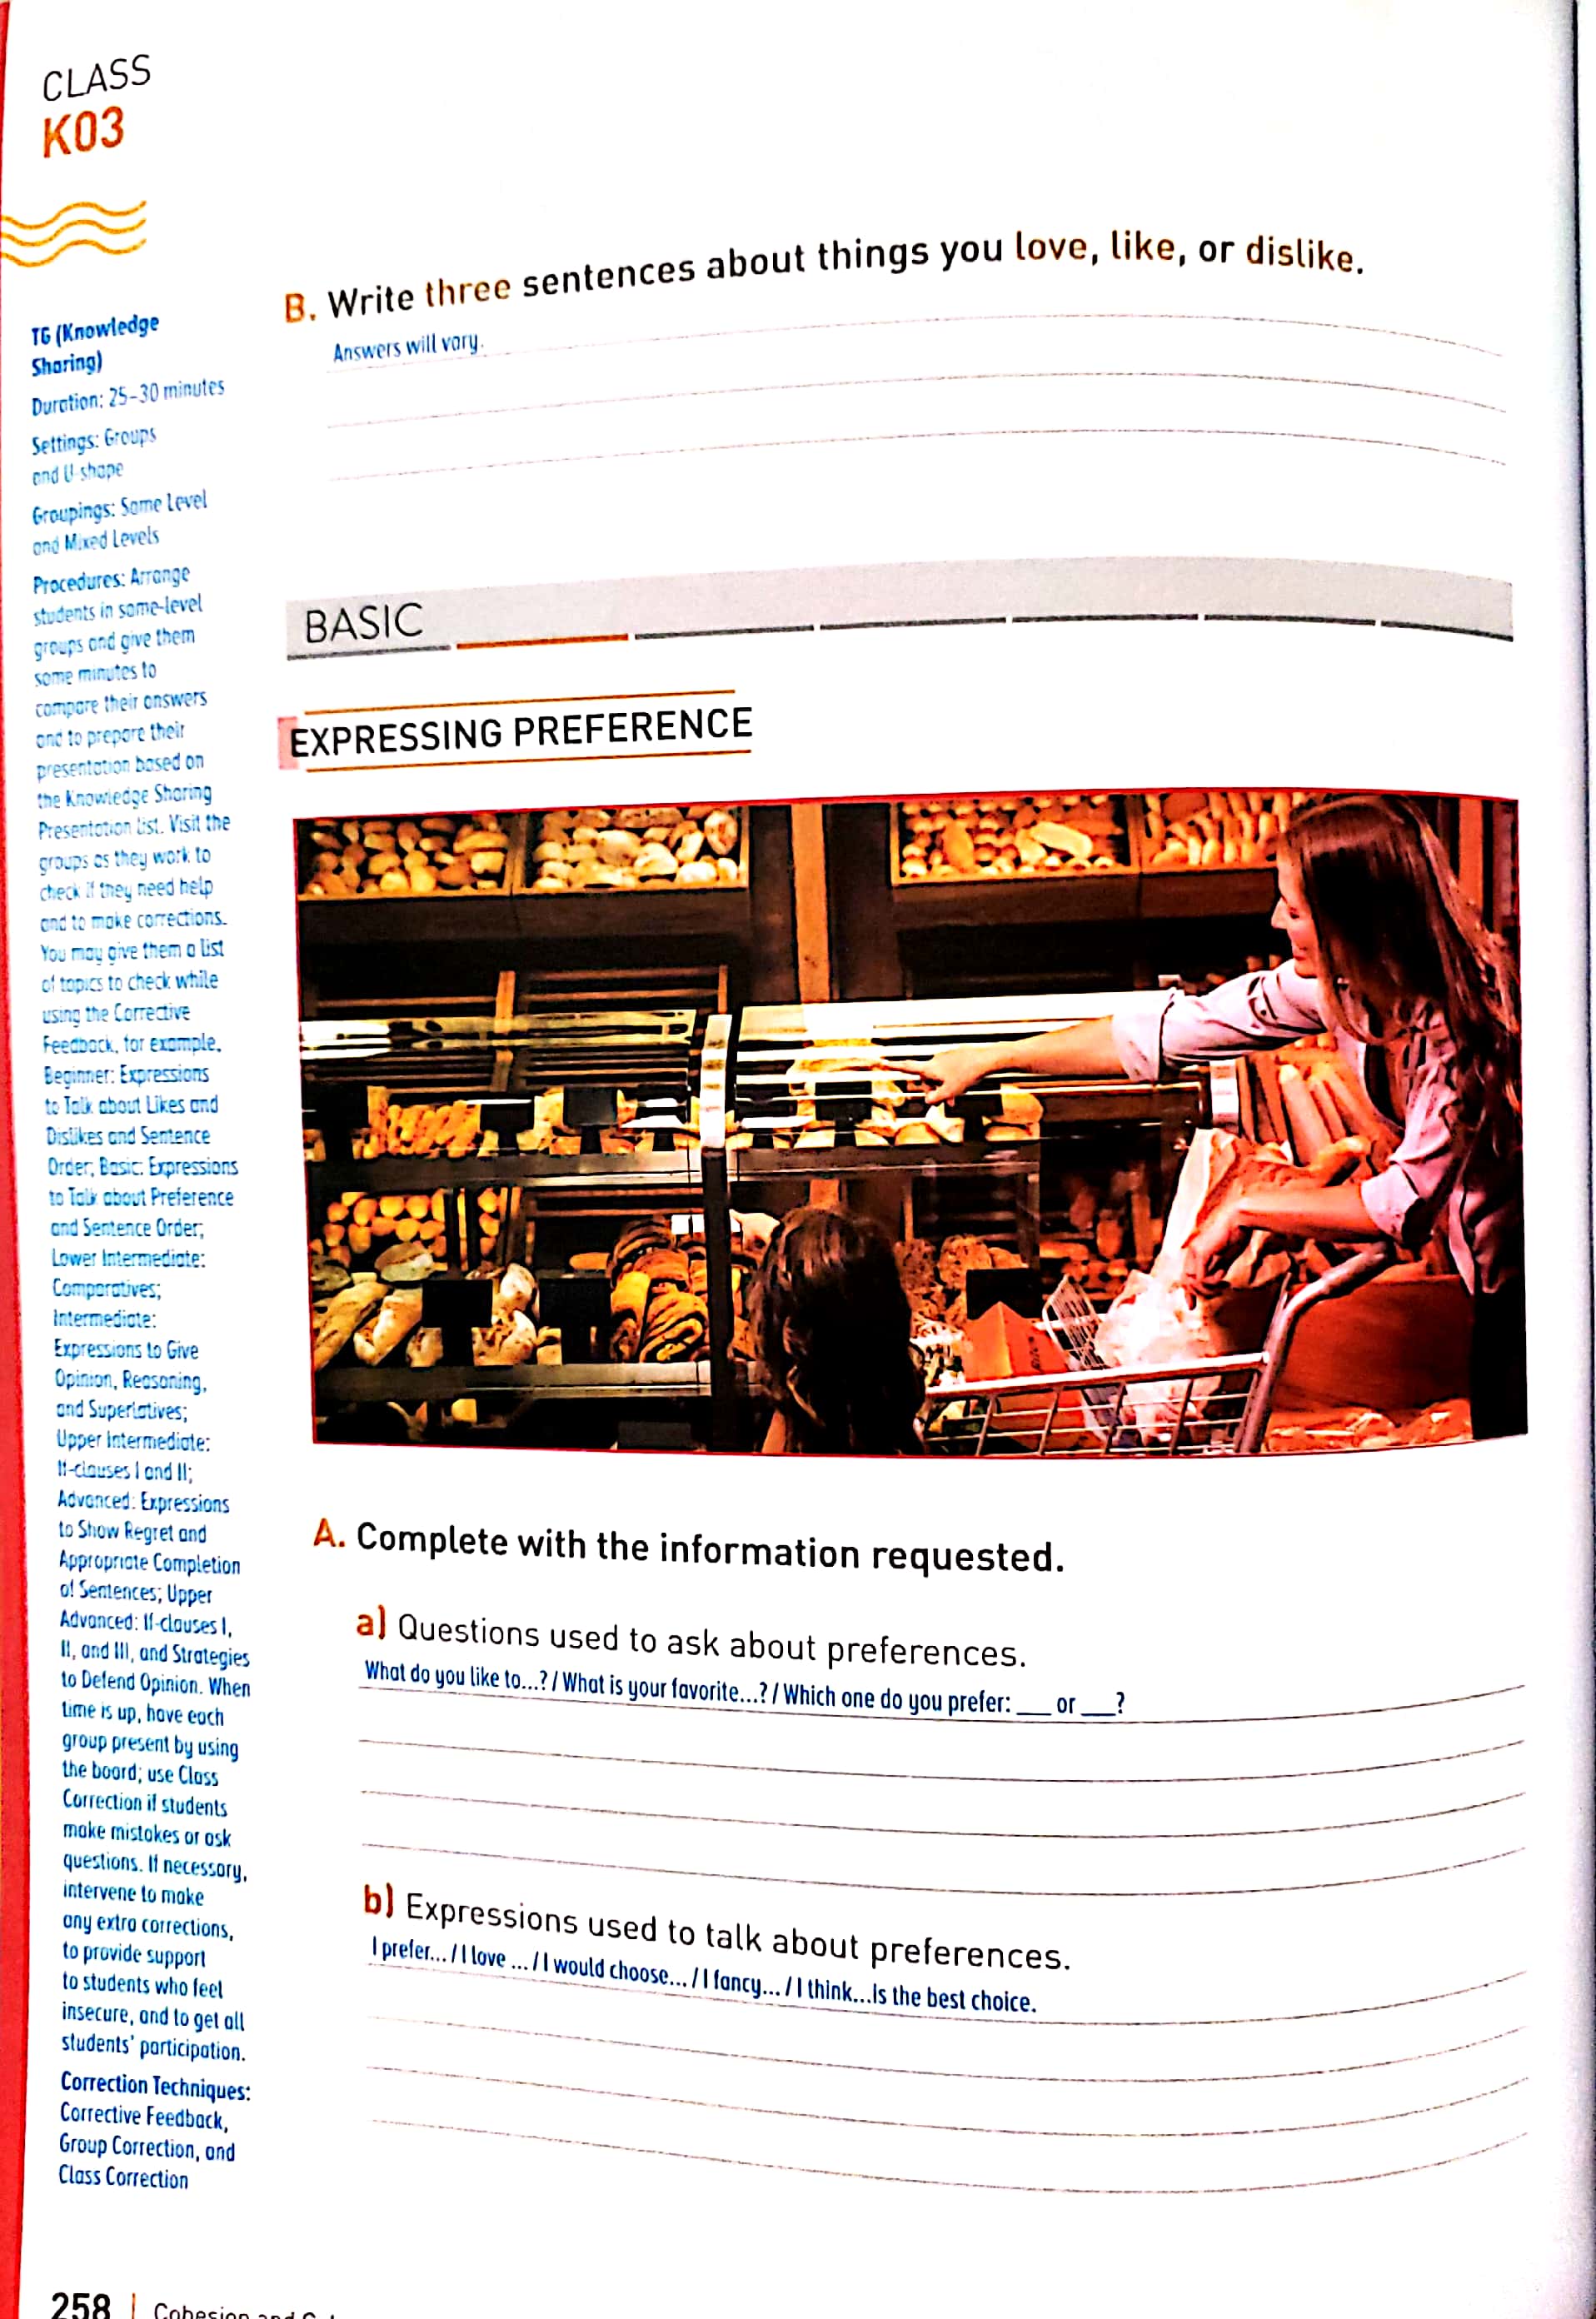 CLASS
K03
TG (Knowledge
Sharing)
Duration: 25–30 minutes
Settings: Groups
and U-shape
Groupings: Same Level
and Mixed Levels
Procedures: Arrange
students in same-level
groups and give them
some minutes to
compare their answers
and to prepare their
presentation based on
the Knowledge Sharing
Presentation List. Visit the
groups as they work to
check if they need help
and to make corrections.
You may give them a list
of topics to check while
using the Corrective
Feedback, for example,
Beginner: Expressions
to Talk about Likes and
Dislikes and Sentence
Order; Basic: Expressions
to Talk about Preference
and Sentence Order;
Lower Intermediate:
Comparatives;
Intermediate:
Expressions to Give
Opinion, Reasoning,
and Superlatives;
Upper Intermediate:
If-clauses I and II;
Advanced: Expressions
to Show Regret and
Appropriate Completion
of Sentences; Upper
Advanced: If-clauses I,
II, and III, and Strategies
to Defend Opinion. When
time is up, have each
group present by using
the board; use Class
Correction if students
make mistakes or ask
questions. If necessary,
intervene to make
any extra corrections,
to provide support
to students who feel
insecure, and to get all
students' participation.
Correction Techniques:
Corrective Feedback,
Group Correction, and
Class Correction
B. Write three sentences about things you love, like, or dislike.
Answers will vary.
BASIC
EXPRESSING PREFERENCE
A. Complete with the information requested.
a) Questions used to ask about preferences.
What do you like to...? / What is your favorite...? / Which one do you prefer: ___ or ___?
b) Expressions used to talk about preferences.
I prefer... / I love ... / I would choose... / I fancy... / I think...is the best choice.
258 | Cohesion and